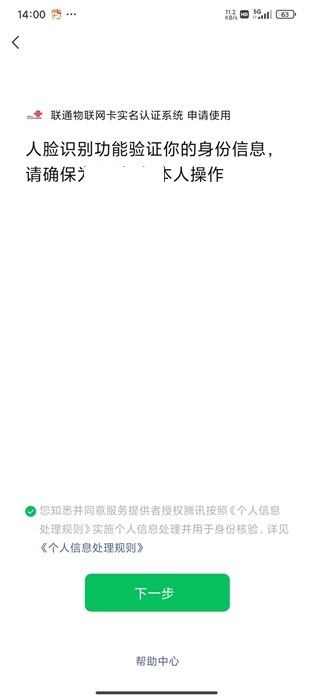 14:00
11.2 KB/s HD 5G 63
联通物联网卡实名认证系统 申请使用
人脸识别功能验证你的身份信息，
请确保为 本人操作
您知悉并同意服务提供者授权腾讯按照《个人信息
处理规则》实施个人信息处理并用于身份核验，详见
《个人信息处理规则》
下一步
帮助中心